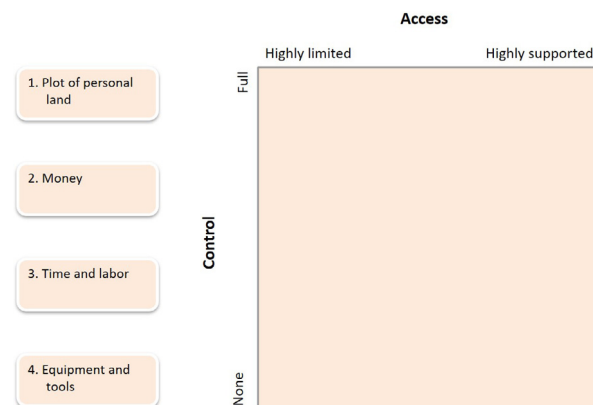 Access
Highly limited
Highly supported
Full
1. Plot of personal
land
2. Money
Control
3. Time and labor
4. Equipment and
tools
None